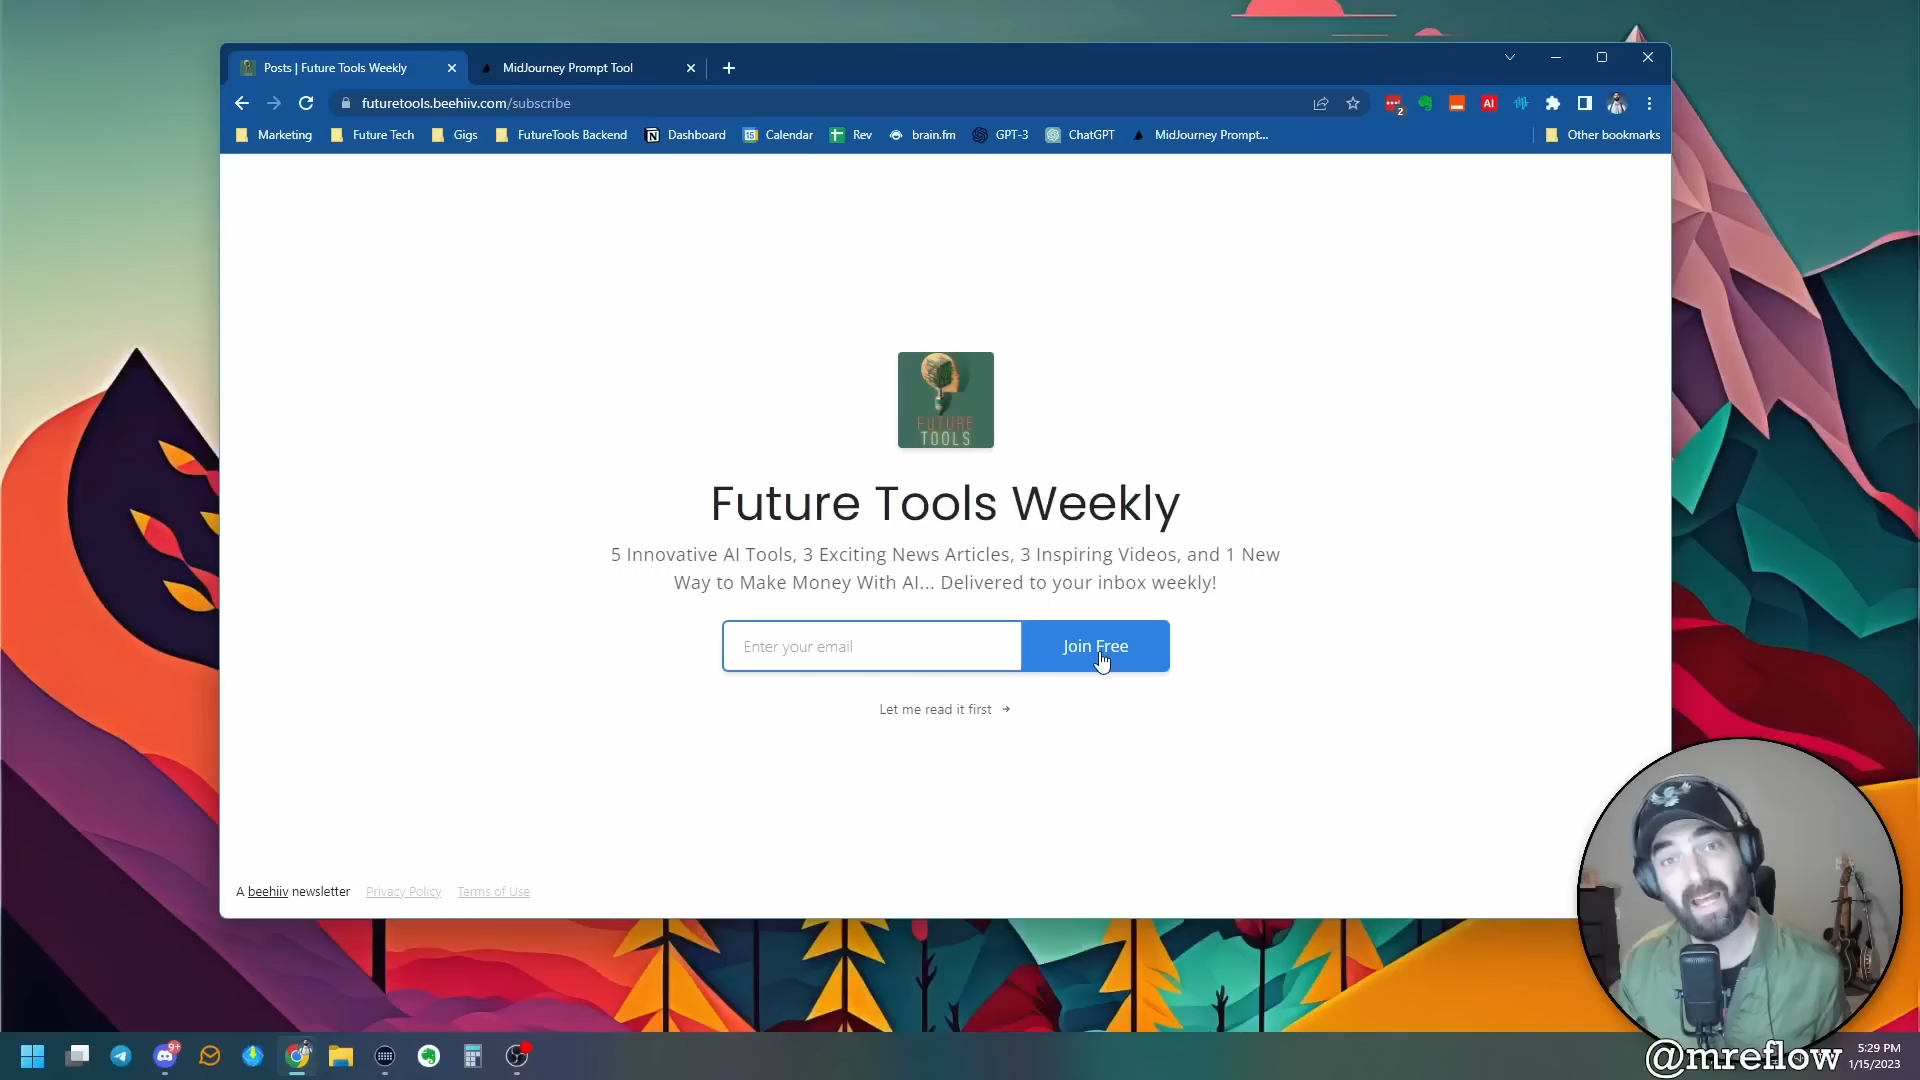 Posts | Future Tools Weekly
MidJourney Prompt Tool
futuretools.beehiiv.com/subscribe
2
AI
Marketing
Future Tech
Gigs
FutureTools Backend
Dashboard
Calendar
Rev
brain.fm
GPT-3
ChatGPT
MidJourney Prompt...
Other bookmarks
FUTURE
TOOLS
Future Tools Weekly
5 Innovative AI Tools, 3 Exciting News Articles, 3 Inspiring Videos, and 1 New
Way to Make Money With AI... Delivered to your inbox weekly!
Enter your email
Join Free
Let me read it first
A beehiiv newsletter
Privacy Policy
Terms of Use
9+
@mreflow
5:29 PM
1/15/2023